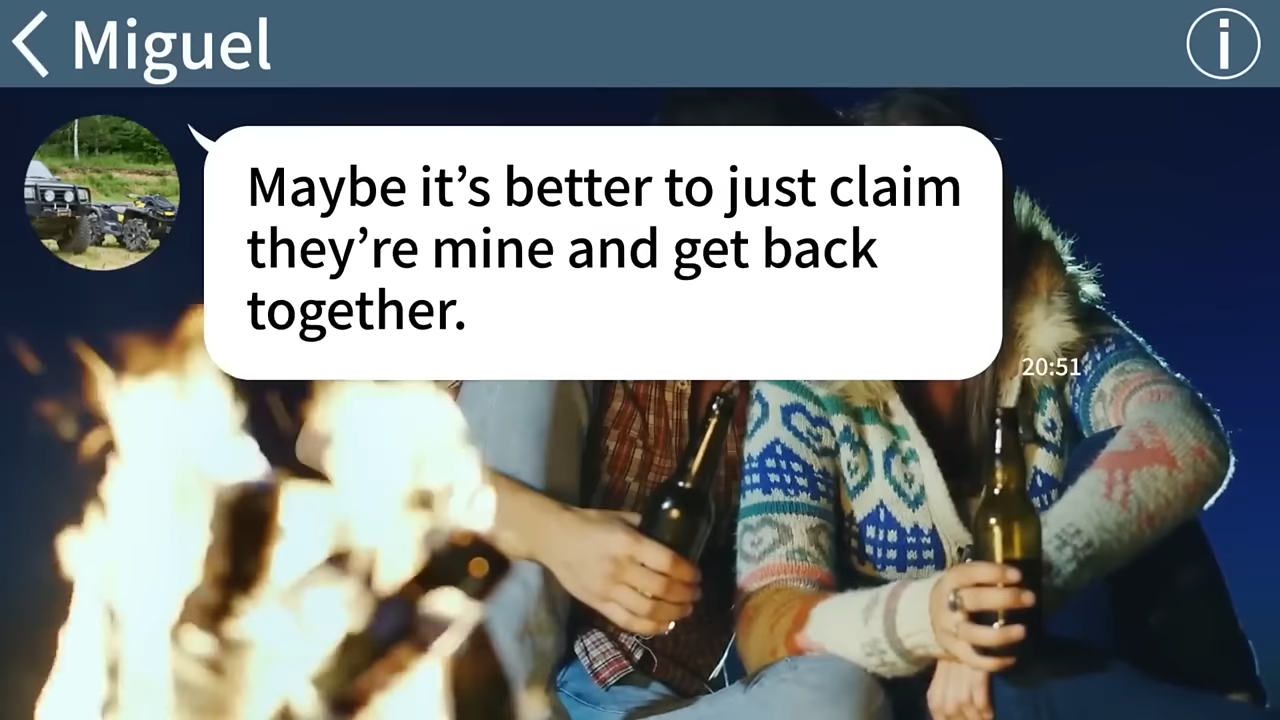 Miguel
Maybe it’s better to just claim
they’re mine and get back
together.
20:51